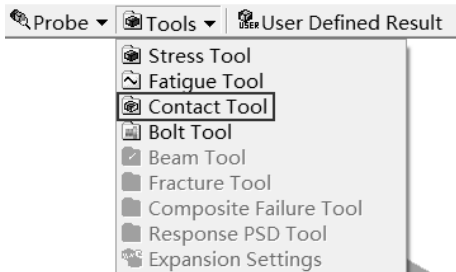 Probe Tools User Defined Result
Stress Tool
Fatigue Tool
Contact Tool
Bolt Tool
Beam Tool
Fracture Tool
Composite Failure Tool
Response PSD Tool
Expansion Settings